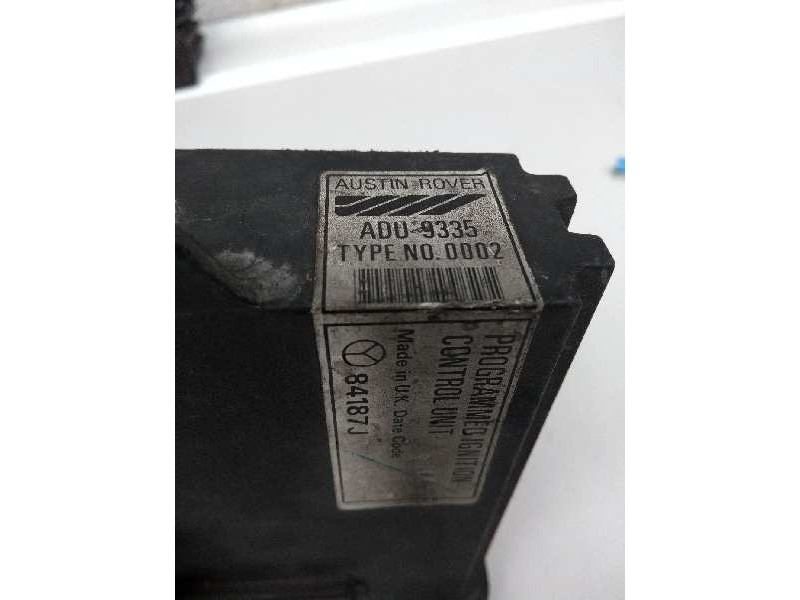 AUSTIN ROVER
ADU 9335
TYPE NO. 0002
PROGRAMMED IGNITION
CONTROL UNIT
Made in U.K. Date Code
84187J